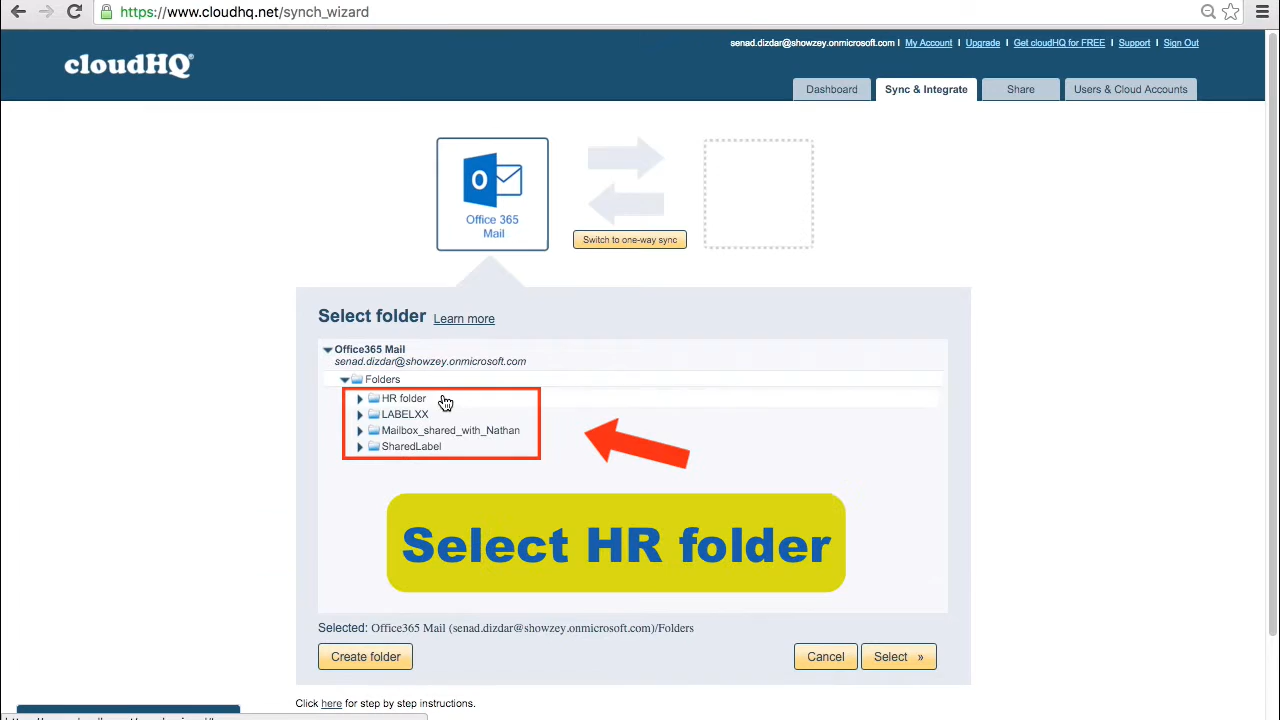 https://www.cloudhq.net/synch_wizard
cloudHQ®
senad.dizdar@showzey.onmicrosoft.com | My Account | Upgrade | Get cloudHQ for FREE | Support | Sign Out
Dashboard
Sync & Integrate
Share
Users & Cloud Accounts
Office 365
Mail
Switch to one-way sync
Select folder Learn more
Office365 Mail
senad.dizdar@showzey.onmicrosoft.com
Folders
HR folder
LABELXX
Mailbox_shared_with_Nathan
SharedLabel
Select HR folder
Selected: Office365 Mail (senad.dizdar@showzey.onmicrosoft.com)/Folders
Create folder
Cancel
Select »
Click here for step by step instructions.